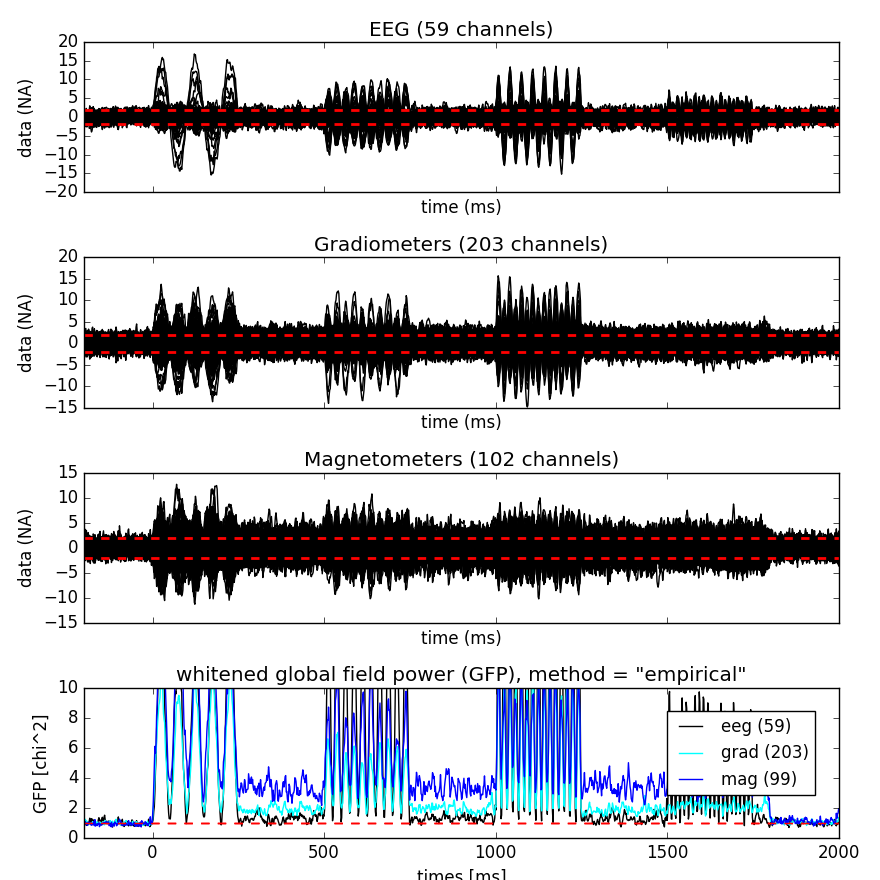 EEG (59 channels)
20
15
10
5
0
−5
−10
−15
−20
data (NA)
time (ms)
Gradiometers (203 channels)
20
15
10
5
0
−5
−10
−15
data (NA)
time (ms)
Magnetometers (102 channels)
15
10
5
0
−5
−10
−15
data (NA)
time (ms)
whitened global field power (GFP), method = "empirical"
10
8
6
4
2
0
GFP [chi^2]
eeg (59)
grad (203)
mag (99)
0 500 1000 1500 2000
times [ms]